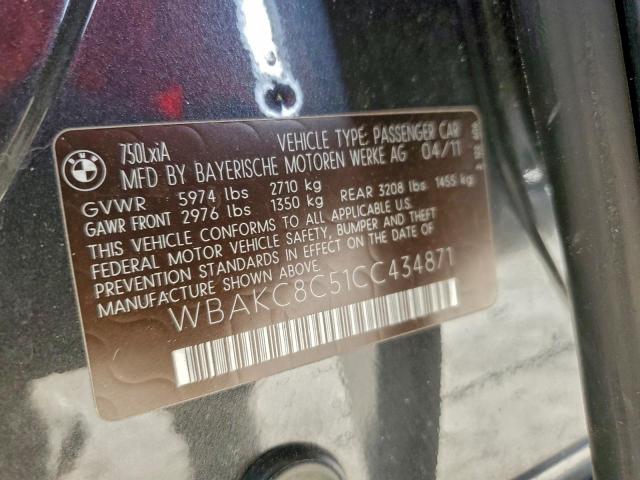 BMW
750LxiA
VEHICLE TYPE: PASSENGER CAR
MFD BY BAYERISCHE MOTOREN WERKE AG 04/11
GVWR 5974 lbs 2710 kg
GAWR FRONT 2976 lbs 1350 kg REAR 3208 lbs 1455 kg
THIS VEHICLE CONFORMS TO ALL APPLICABLE U.S.
FEDERAL MOTOR VEHICLE SAFETY, BUMPER AND THEFT
PREVENTION STANDARDS IN EFFECT ON THE DATE OF
MANUFACTURE SHOWN ABOVE.
WBAKC8C51CC434871